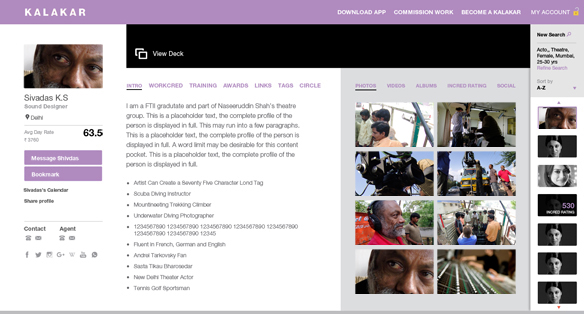 KALAKAR
DOWNLOAD APP COMMISSION WORK BECOME A KALAKAR MY ACCOUNT
View Deck
New Search
Acto,, Theatre,
Female, Mumbai,
25-30 yrs
Refine Search
Sort by
A-Z
Sivadas K.S
Sound Designer
Delhi
Avg Day Rate
₹ 3760
63.5
Message Shivdas
Bookmark
Sivadas's Calendar
Share profile
Contact Agent
INTRO WORKCRED TRAINING AWARDS LINKS TAGS CIRCLE
I am a FTII gradutate and part of Naseeruddin Shah's theatre
group. This is a placeholder text, the complete profile of the
person is displayed in full. This may run into a few paragraphs.
This is a placeholder text, the complete profile of the person is
displayed in full. A word limit may be desirable for this content
pocket. This is a placeholder text, the complete profile of the
person is displayed in full.
Artist Can Create a Seventy Five Character Lond Tag
Scuba Diving Instructor
Mountineating Trekking Climber
Underwater Diving Photographer
1234567890 1234567890 1234567890 1234567890 1234567890
1234567890 1234567890 12345
Fluent in French, German and English
Andrei Tarkovsky Fan
Sasta Tikau Bharosedar
New Delhi Theater Actor
Tennis Golf Sportsman
PHOTOS VIDEOS ALBUMS INCRED RATING SOCIAL
530
INCRED RATING